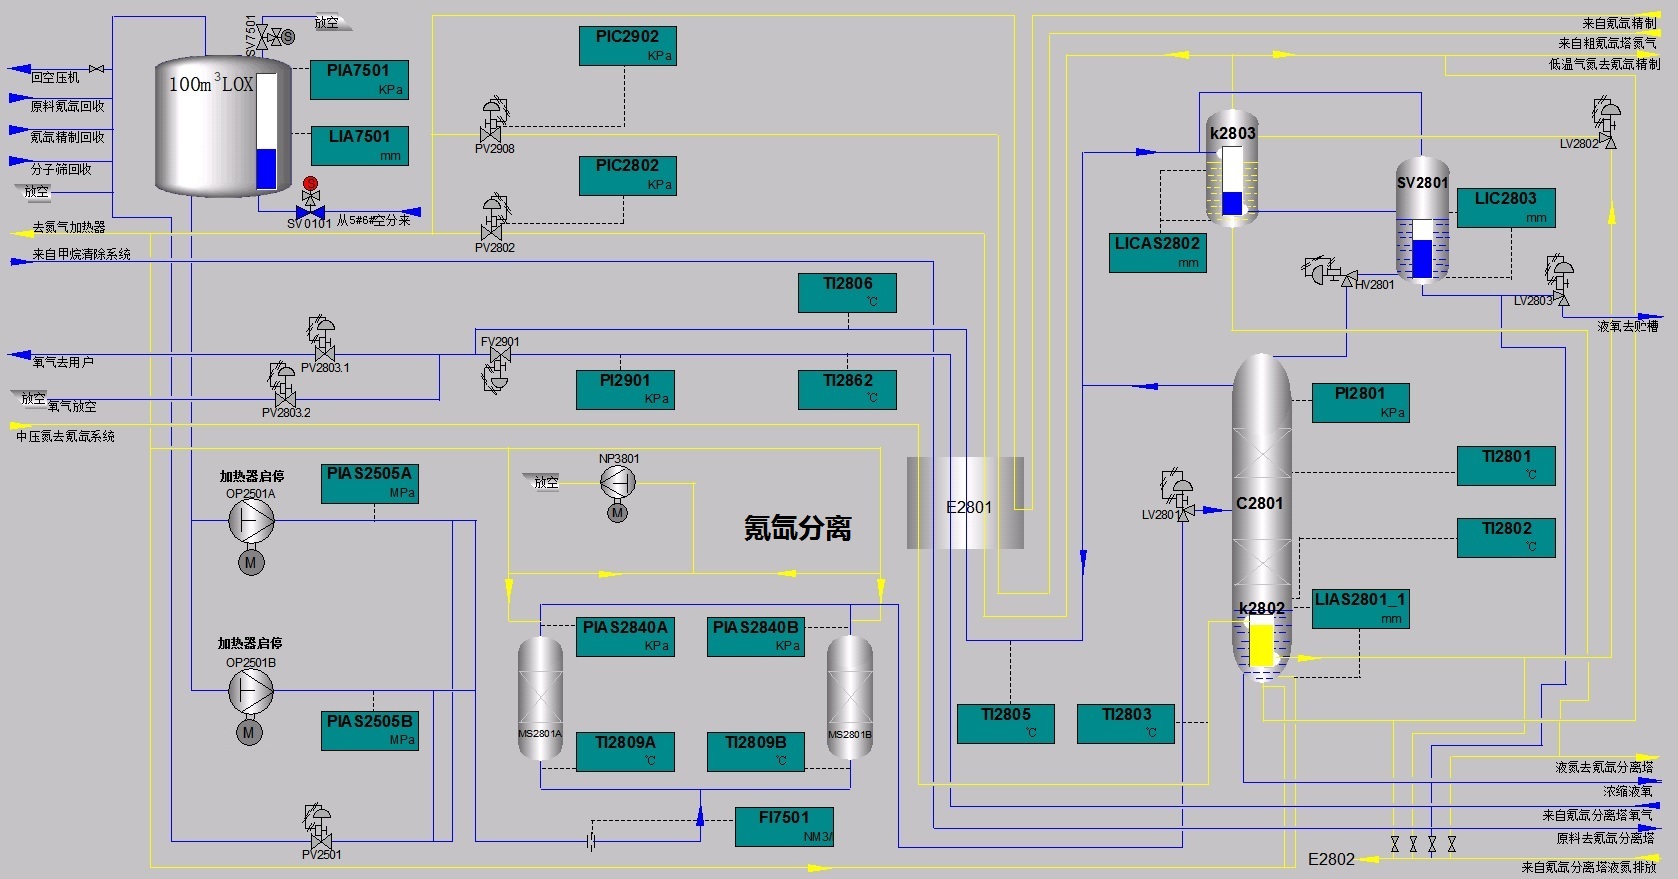 放空
SV7501
S
来自氪氙精制
PIC2902
KPa
来自粗氪氙塔氮气
低温气氮去氪氙精制
回空压机
100m³LOX
PIA7501
KPa
原料氪氙回收
氪氙精制回收
LIA7501
mm
PV2908
k2803
LV2802
分子筛回收
PIC2802
KPa
放空
S
SV2801
LIC2803
mm
SV0101
从5#6#空分来
去氮气加热器
PV2802
LICAS2802
mm
来自甲烷清除系统
TI2806
℃
HV2801
LV2803
液氧去贮槽
FV2901
氧气去用户
PV2803.1
PI2901
KPa
TI2862
℃
PI2801
KPa
放空
氧气放空
PV2803.2
中压氮去氪氙系统
加热器启停
OP2501A
M
PIAS2505A
MPa
NP3801
放空
M
TI2801
℃
氪氙分离
E2801
LV2801
C2801
TI2802
℃
加热器启停
OP2501B
M
PIAS2840A
KPa
PIAS2840B
KPa
k2802
LIAS2801_1
mm
PIAS2505B
MPa
MS2801A
TI2809A
℃
TI2809B
℃
MS2801B
TI2805
℃
TI2803
℃
液氮去氪氙分离塔
浓缩液氧
FI7501
NM3/
来自氪氙分离塔氧气
原料去氪氙分离塔
PV2501
E2802
来自氪氙分离塔液氮排放